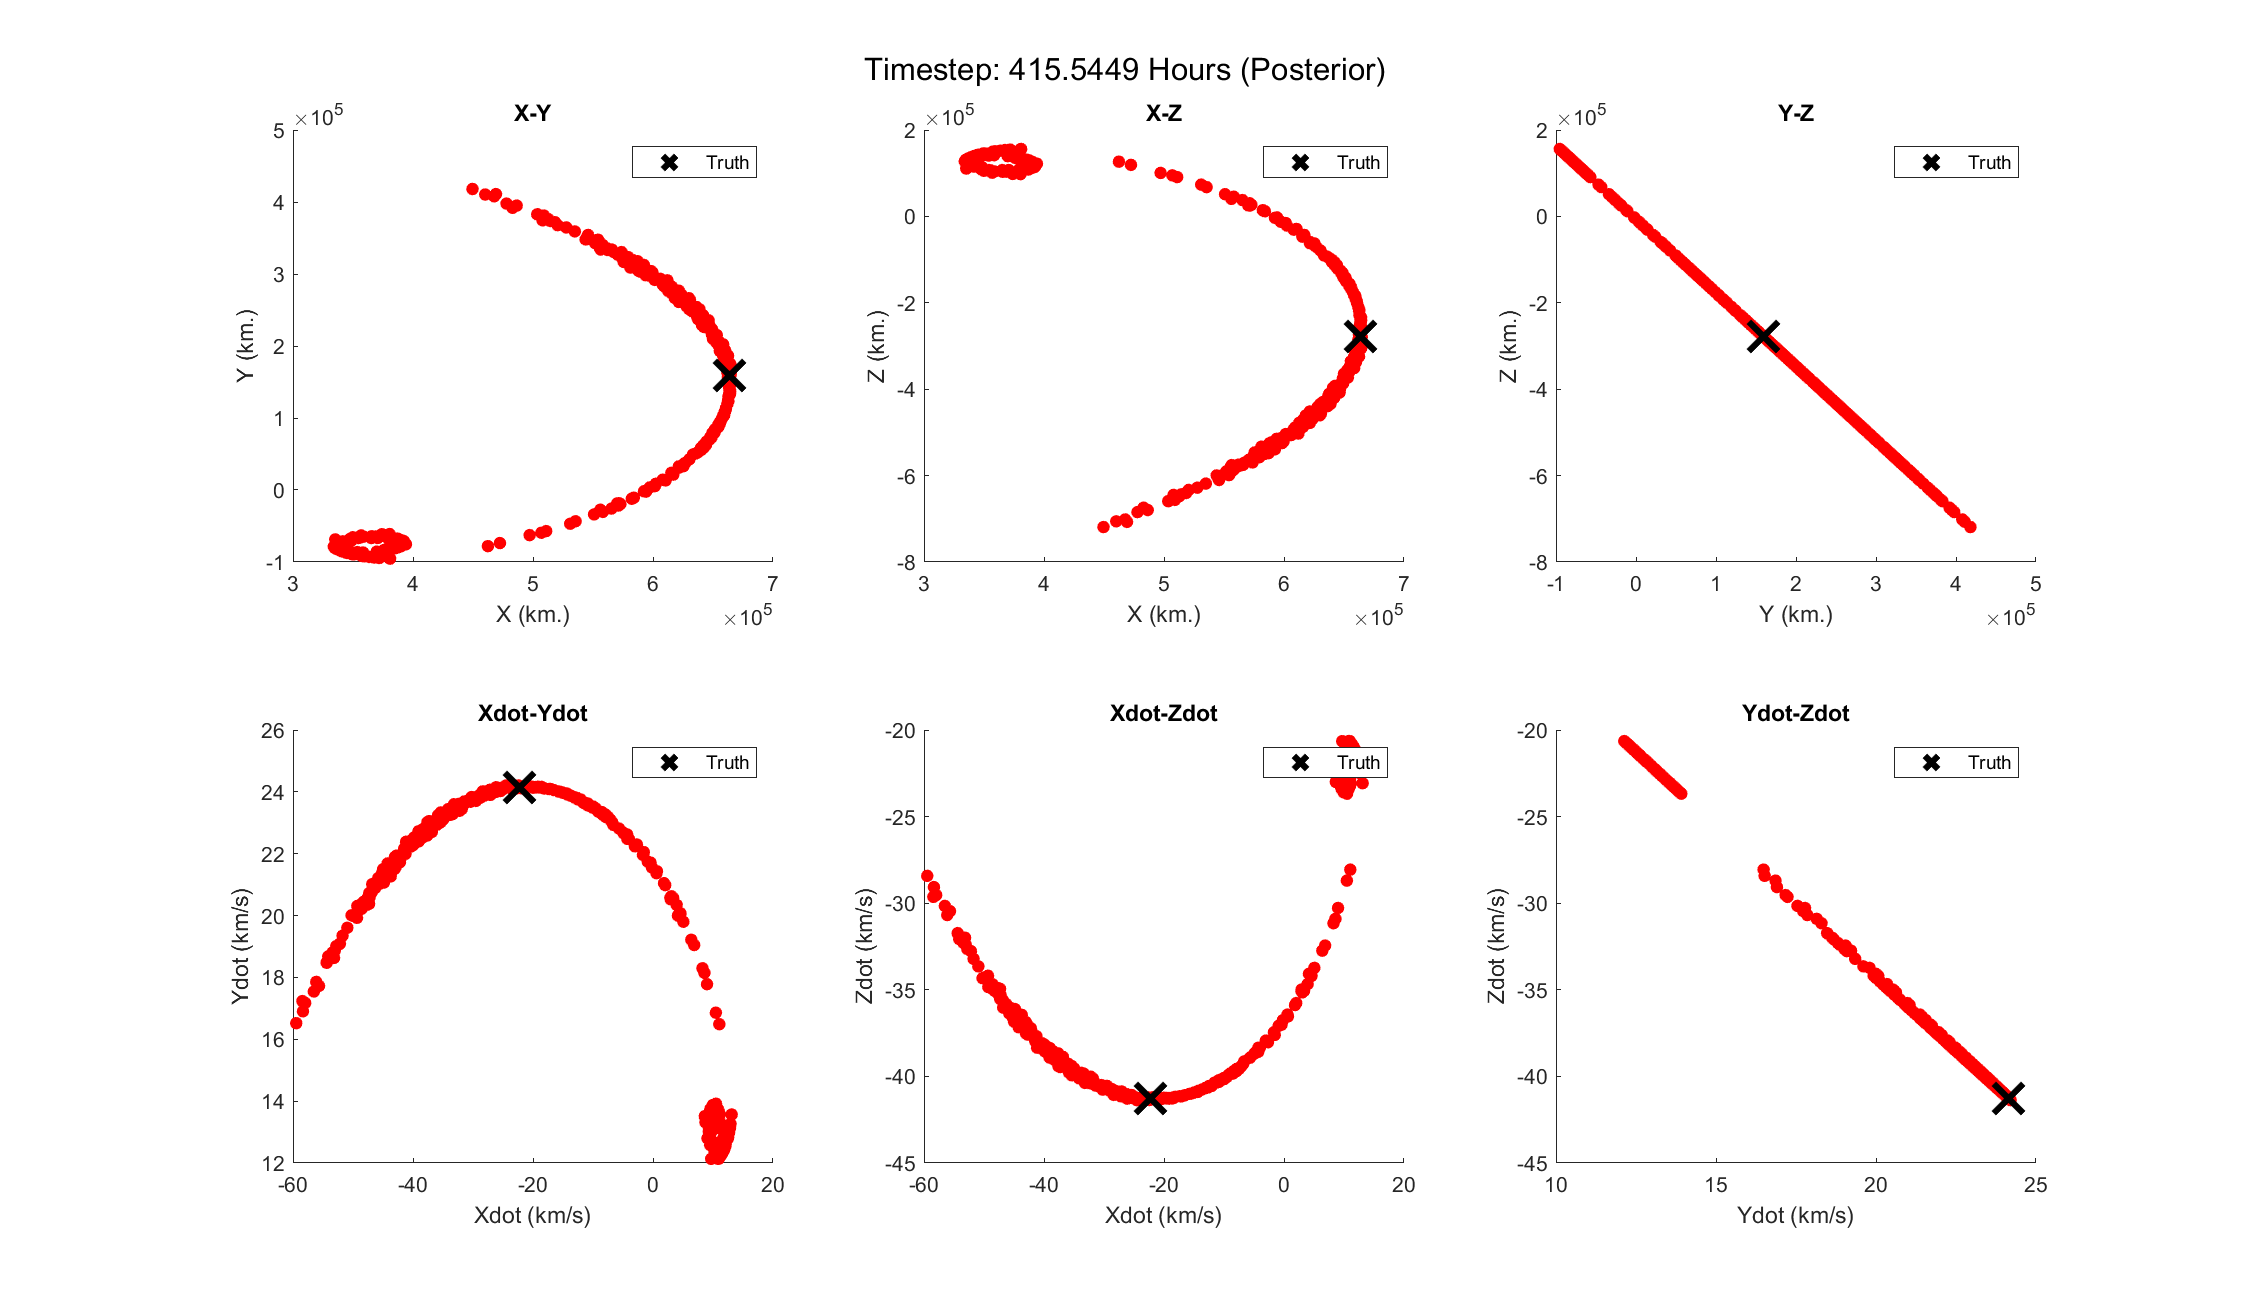 Timestep: 415.5449 Hours (Posterior)
X-Y
×10^5
Truth
5
4
3
2
1
0
-1
Y (km.)
3 4 5 6 7
X (km.)
×10^5
X-Z
×10^5
Truth
2
0
-2
-4
-6
-8
Z (km.)
3 4 5 6 7
X (km.)
×10^5
Y-Z
×10^5
Truth
2
0
-2
-4
-6
-8
Z (km.)
-1 0 1 2 3 4 5
Y (km.)
×10^5
Xdot-Ydot
Truth
26
24
22
20
18
16
14
12
Ydot (km/s)
-60 -40 -20 0 20
Xdot (km/s)
Xdot-Zdot
Truth
-20
-25
-30
-35
-40
-45
Zdot (km/s)
-60 -40 -20 0 20
Xdot (km/s)
Ydot-Zdot
Truth
-20
-25
-30
-35
-40
-45
Zdot (km/s)
10 15 20 25
Ydot (km/s)